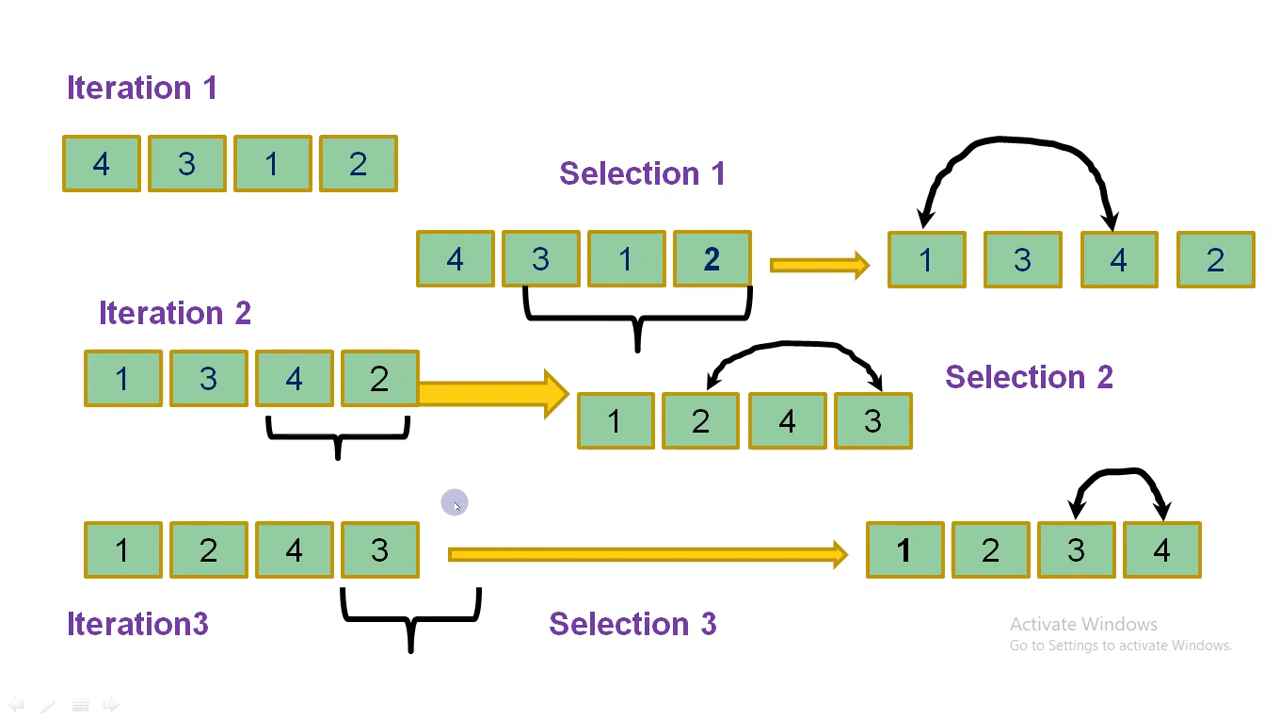 Iteration 1
4 3 1 2
Selection 1
4 3 1 2
1 3 4 2
Iteration 2
1 3 4 2
Selection 2
1 2 4 3
1 2 4 3
1 2 3 4
Iteration3
Selection 3
Activate Windows
Go to Settings to activate Windows.